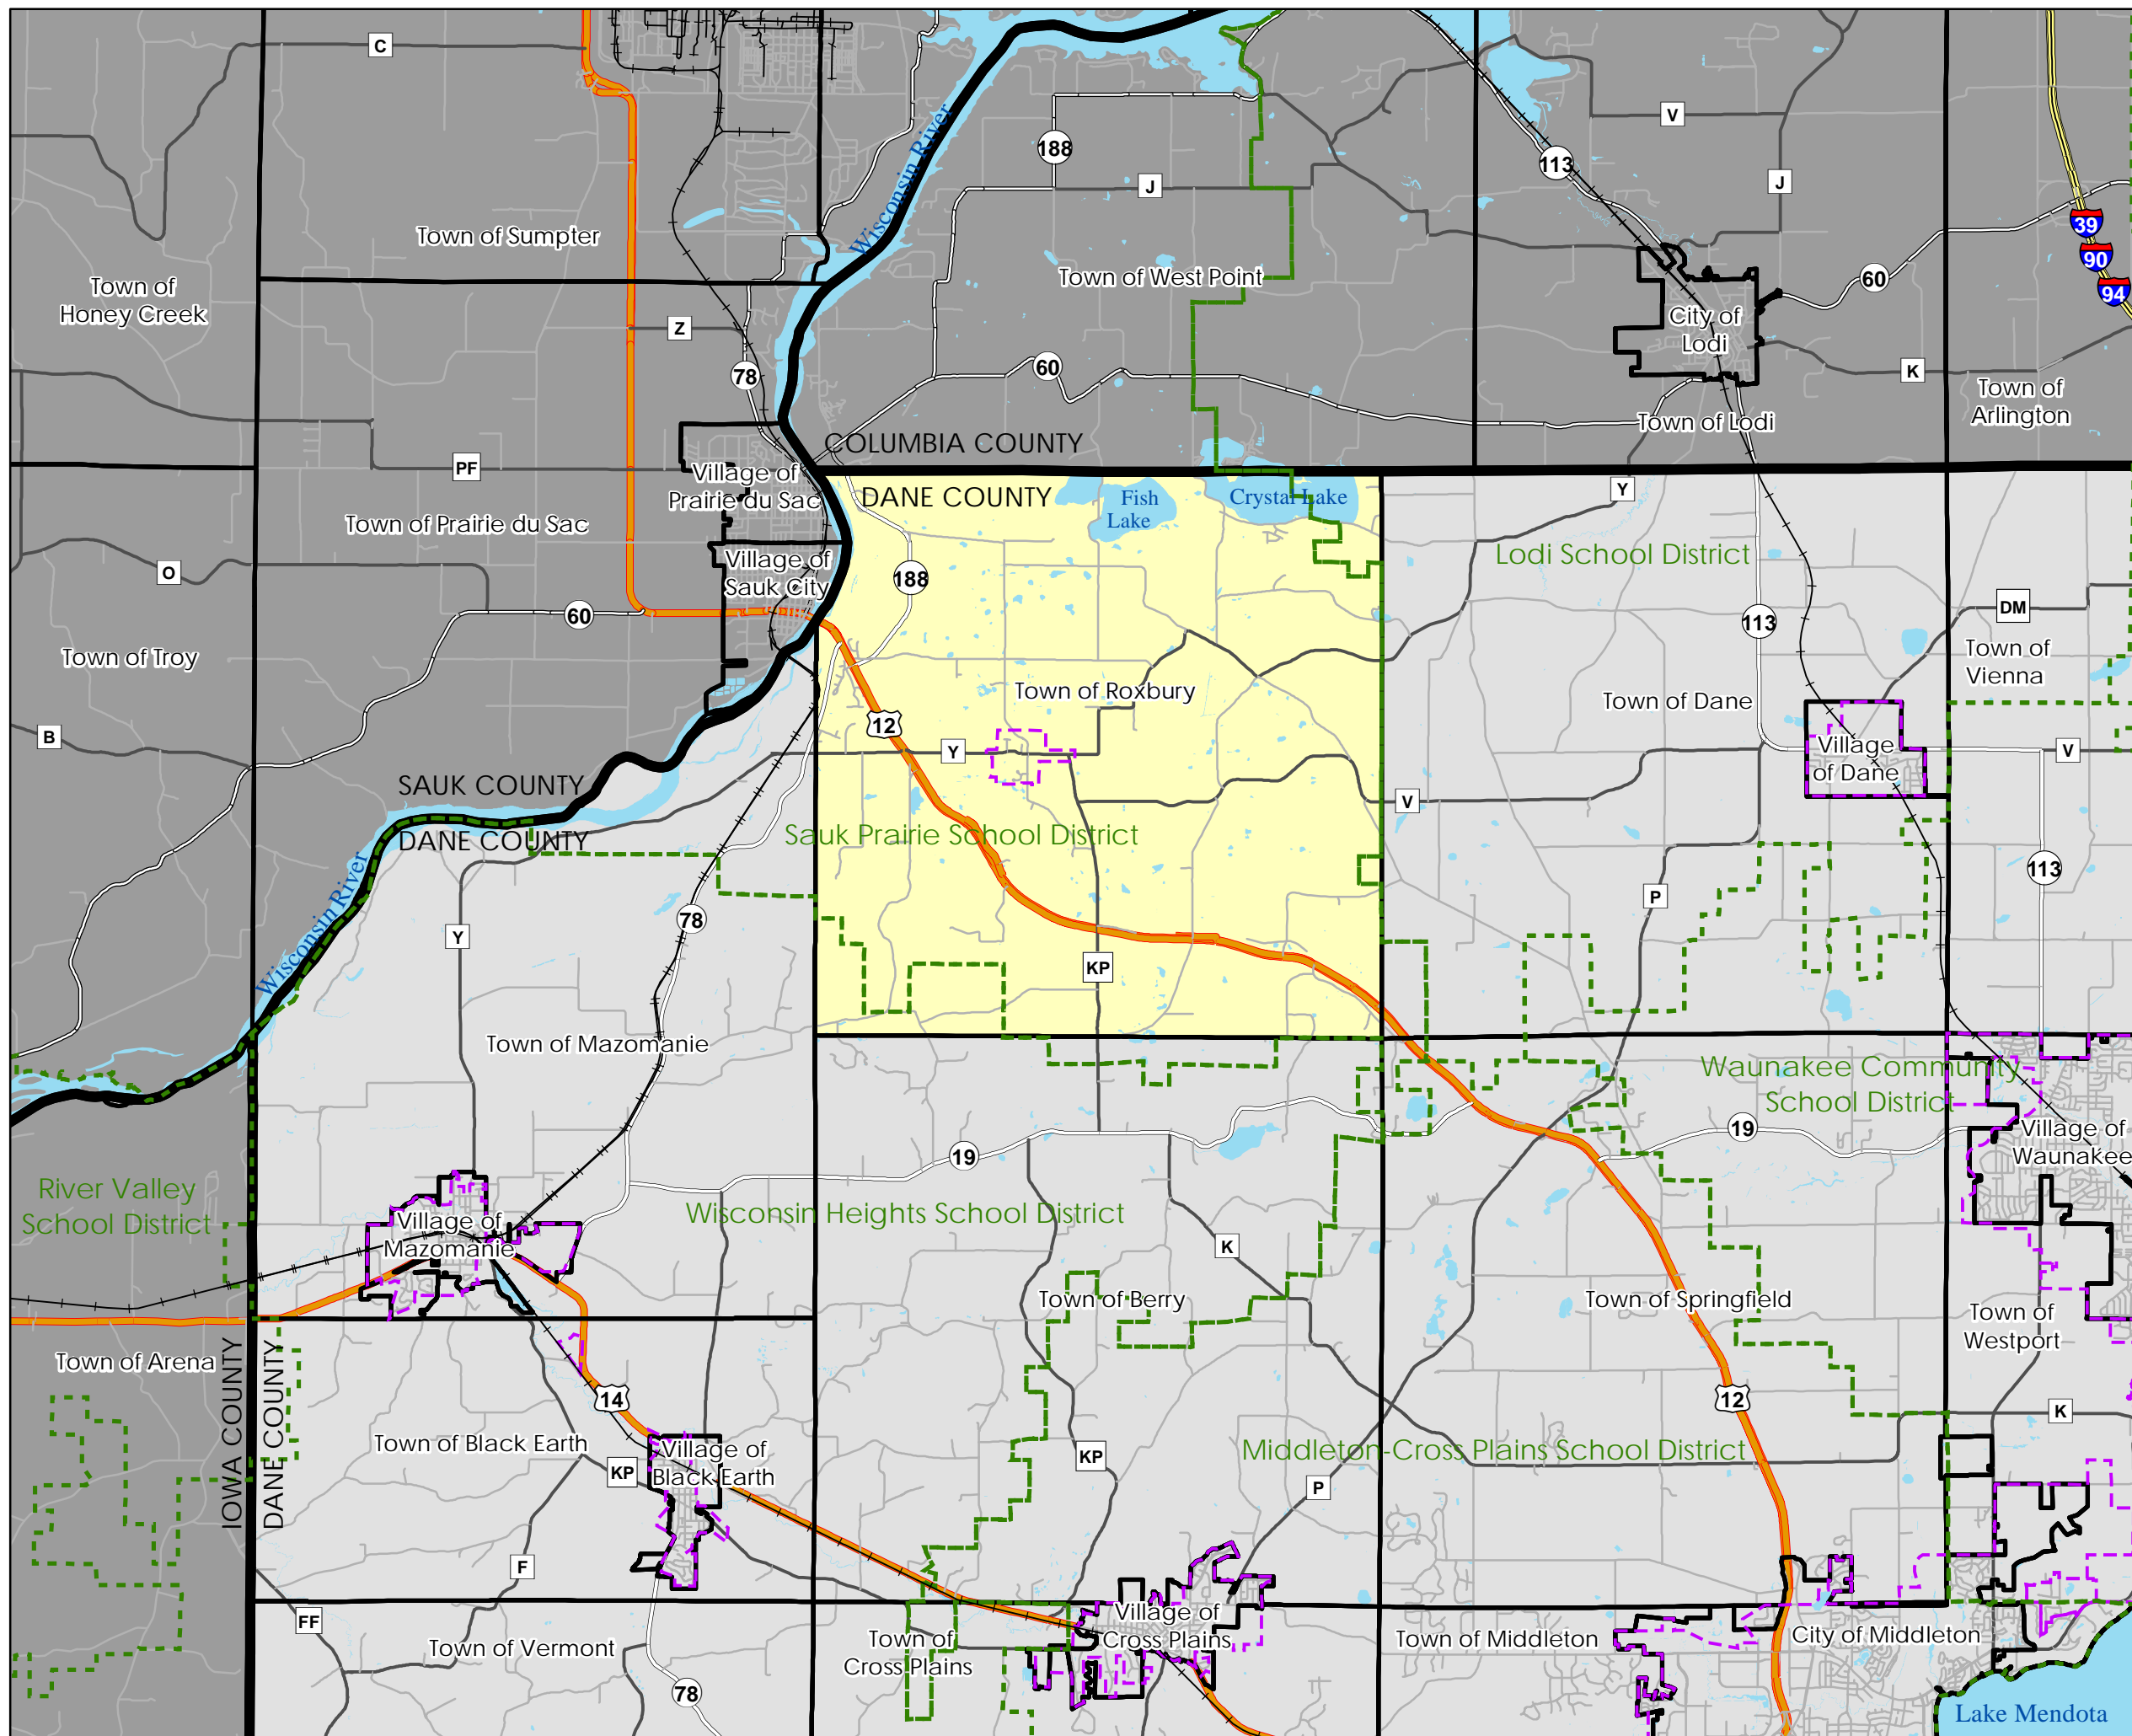 C
188
V
Wisconsin River
113
J
J
39
Town of Sumpter
90
Town of West Point
60
Town of
Honey Creek
94
City of
Lodi
Z
78
60
K
Town of
Arlington
Town of Lodi
COLUMBIA COUNTY
PF
Village of
Prairie du Sac
DANE COUNTY
Fish
Lake
Crystal Lake
Y
Town of Prairie du Sac
Lodi School District
O
Village of
Sauk City
188
60
113
DM
Town of Troy
Town of
Vienna
Town of Roxbury
Town of Dane
12
B
Y
Village
of Dane
V
SAUK COUNTY
V
DANE COUNTY
Sauk Prairie School District
113
P
Wisconsin River
78
Y
KP
Town of Mazomanie
Waunakee Community
School District
19
19
Village of
Waunakee
River Valley
School District
Wisconsin Heights School District
Village of
Mazomanie
K
Town of Berry
Town of Springfield
Town of
Westport
Town of Arena
IOWA COUNTY
DANE COUNTY
14
12
K
Town of Black Earth
Village of
Black Earth
KP
KP
Middleton-Cross Plains School District
P
F
FF
Town of Vermont
Town of
Cross Plains
Village of
Cross Plains
Town of Middleton
City of Middleton
78
Lake Mendota